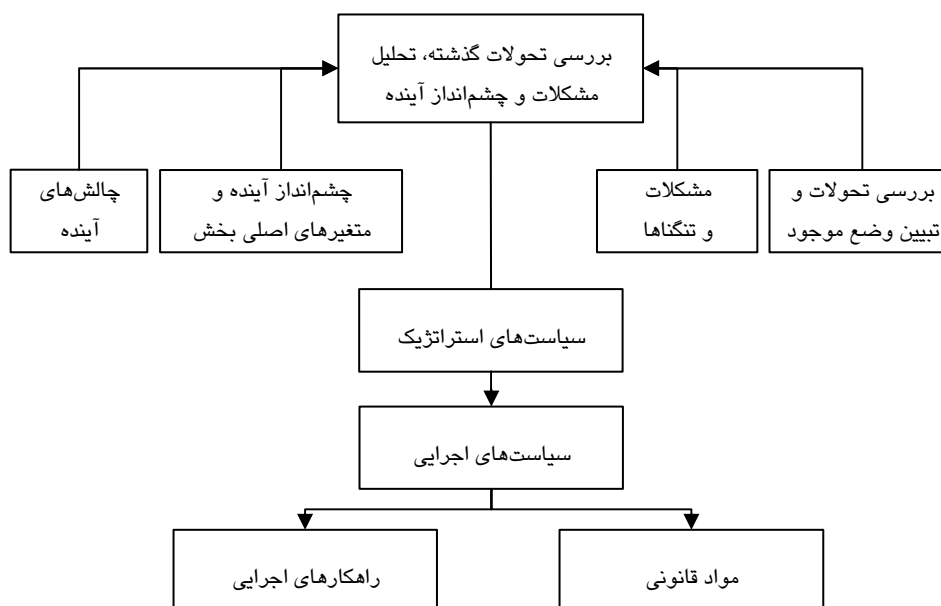 بررسی تحولات گذشته، تحلیل
مشکلات و چشم‌انداز آینده
بررسی تحولات و
تبیین وضع موجود
مشکلات
و تنگناها
چشم‌انداز آینده و
متغیرهای اصلی بخش
چالش‌های
آینده
سیاست‌های استراتژیک
سیاست‌های اجرایی
مواد قانونی
راهکارهای اجرایی